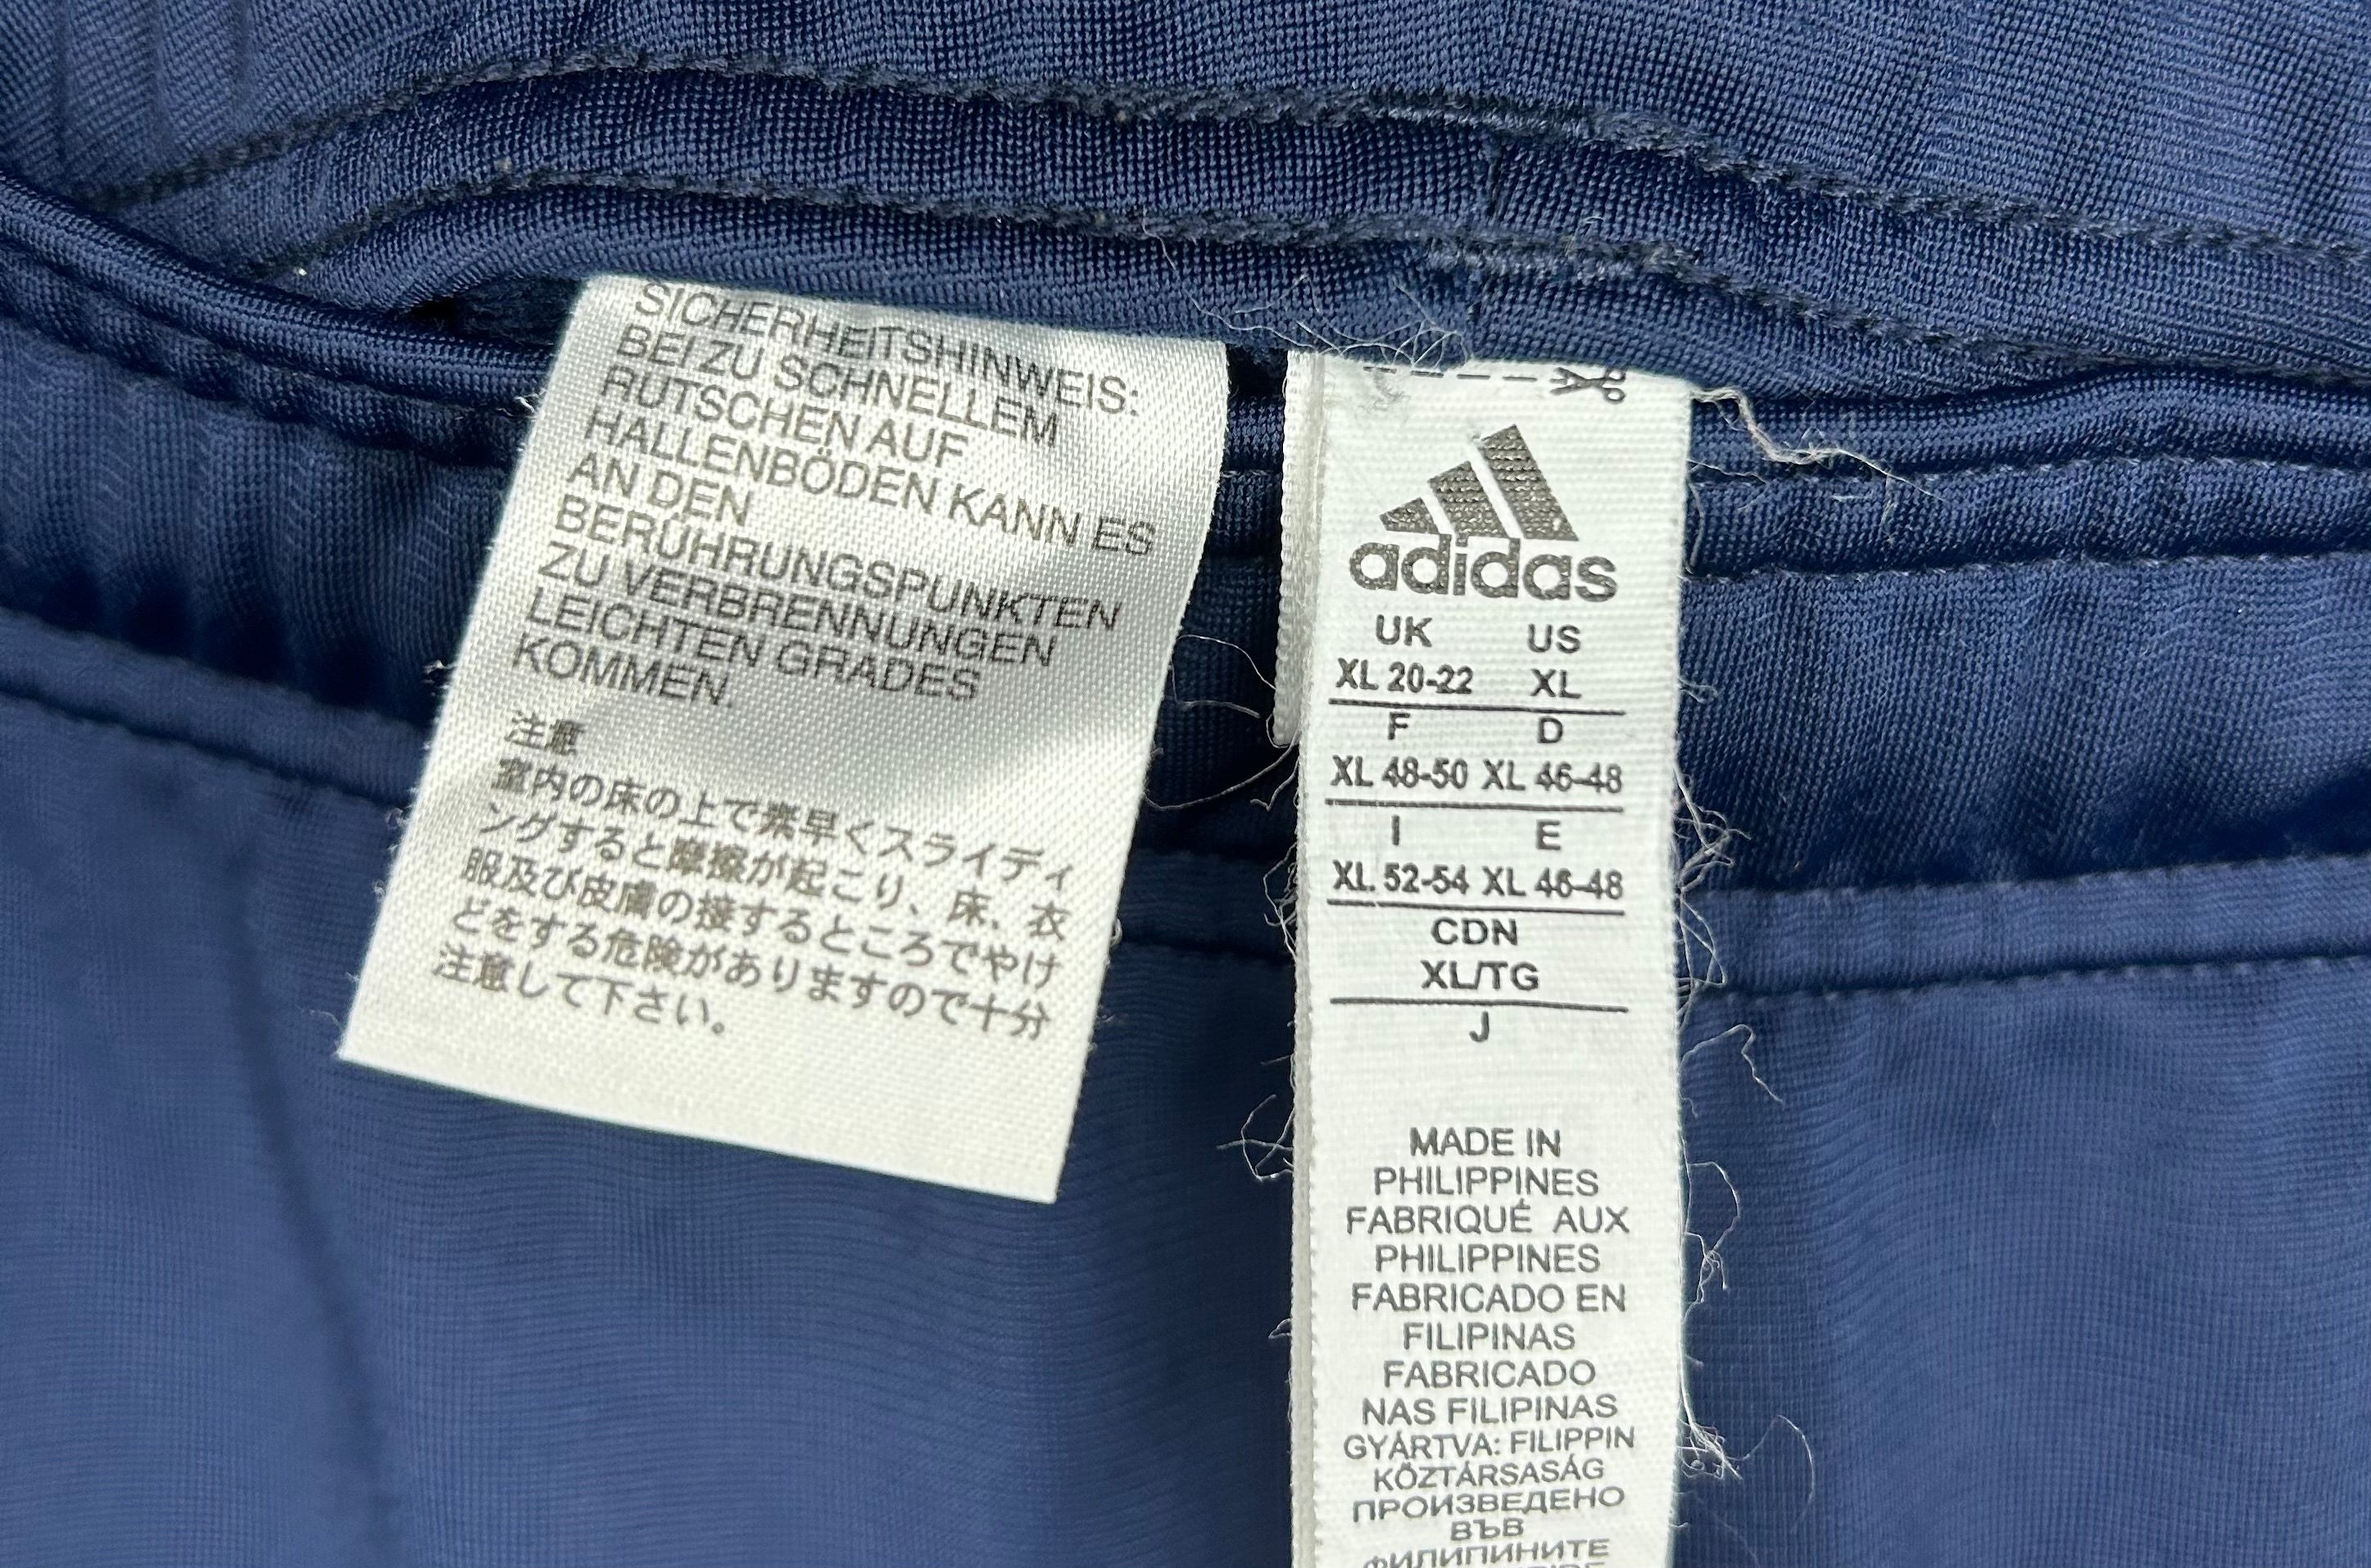 SICHERHEITSHINWEIS:
BEI ZU SCHNELLEM
RUTSCHEN AUF
HALLENBÖDEN KANN ES
AN DEN
BERÜHRUNGSPUNKTEN
ZU VERBRENNUNGEN
LEICHTEN GRADES
KOMMEN.
注意
室内の床の上で素早くスライディ
ングすると摩擦が起こり、床、衣
服及び皮膚の接するところでやけ
どをする危険がありますので十分
注意して下さい。
adidas
UK US
XL 20-22 XL
F D
XL 48-50 XL 46-48
I E
XL 52-54 XL 46-48
CDN
XL/TG
J
MADE IN
PHILIPPINES
FABRIQUÉ AUX
PHILIPPINES
FABRICADO EN
FILIPINAS
FABRICADO
NAS FILIPINAS
GYÁRTVA: FILIPPIN
KÖZTÁRSASÁG
ПРОИЗВЕДЕНО
ВЪВ
ФИЛИПИНИТЕ